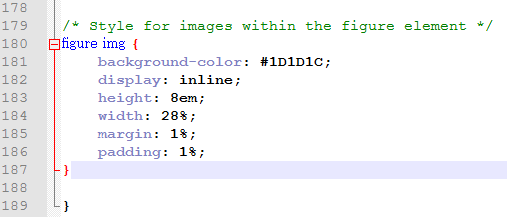 178
179 /* Style for images within the figure element */
180 figure img {
181 background-color: #1D1D1C;
182 display: inline;
183 height: 8em;
184 width: 28%;
185 margin: 1%;
186 padding: 1%;
187 }
188
189 }